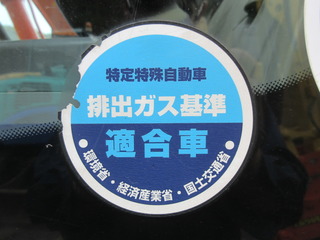 特定特殊自動車
排出ガス基準
適合車
・環境省・経済産業省・国土交通省・